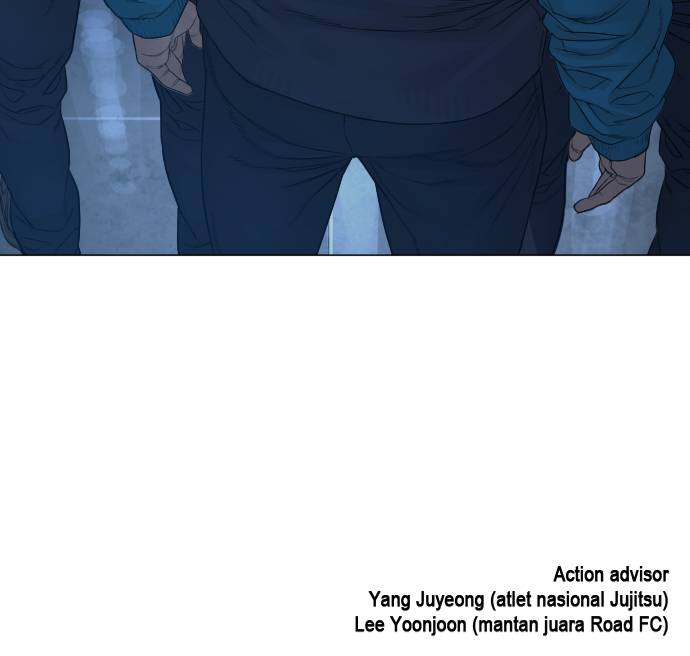 Action advisor
Yang Juyeong (atlet nasional Jujitsu)
Lee Yoonjoon (mantan juara Road FC)